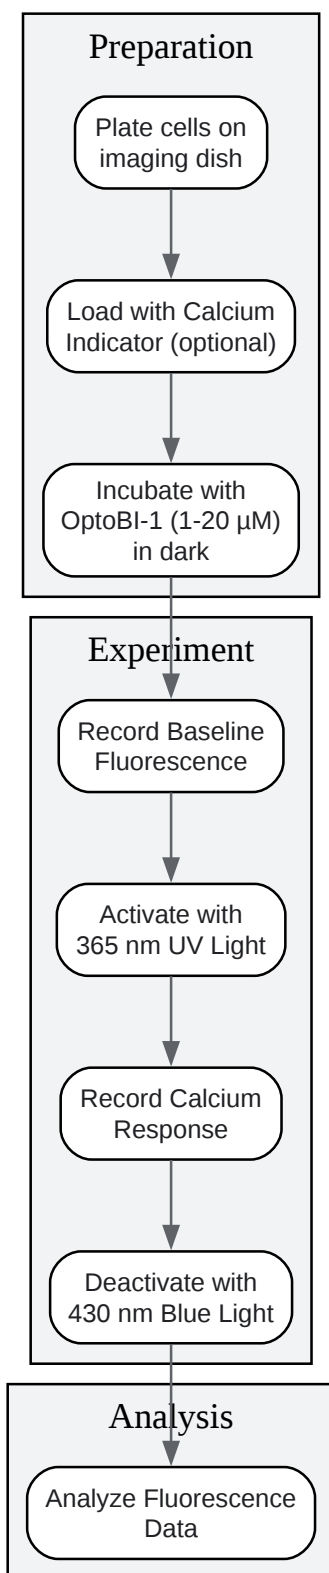 Preparation
Plate cells on
imaging dish
Load with Calcium
Indicator (optional)
Incubate with
OptoBI-1 (1-20 µM)
in dark
Experiment
Record Baseline
Fluorescence
Activate with
365 nm UV Light
Record Calcium
Response
Deactivate with
430 nm Blue Light
Analysis
Analyze Fluorescence
Data